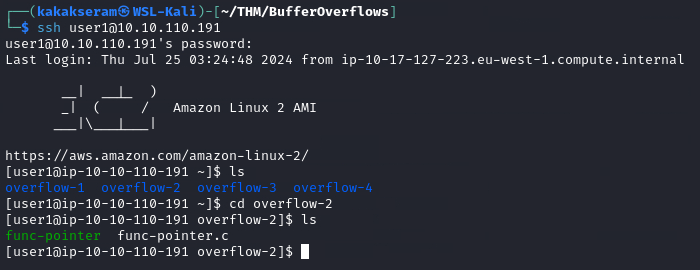 ┌──(kakakseram㉿WSL-Kali)-[~/THM/BufferOverflows]
└─$ ssh user1@10.10.110.191
user1@10.10.110.191's password:
Last login: Thu Jul 25 03:24:48 2024 from ip-10-17-127-223.eu-west-1.compute.internal
       __|  __|_  )
       _|  (     /   Amazon Linux 2 AMI
      ___|\___|___|
https://aws.amazon.com/amazon-linux-2/
[user1@ip-10-10-110-191 ~]$ ls
overflow-1  overflow-2  overflow-3  overflow-4
[user1@ip-10-10-110-191 ~]$ cd overflow-2
[user1@ip-10-10-110-191 overflow-2]$ ls
func-pointer  func-pointer.c
[user1@ip-10-10-110-191 overflow-2]$